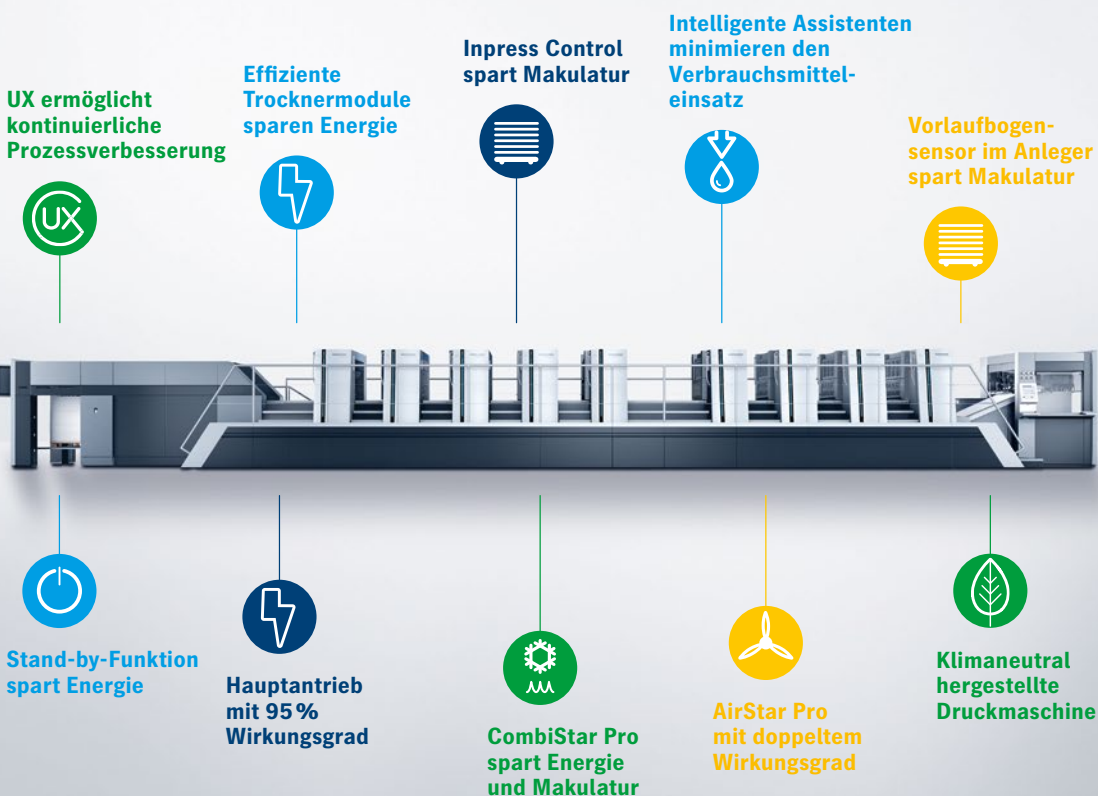 UX ermöglicht
kontinuierliche
Prozessverbesserung
UX
Effiziente
Trocknermodule
sparen Energie
Inpress Control
spart Makulatur
Intelligente Assistenten
minimieren den
Verbrauchsmittel-
einsatz
Vorlaufbogen-
sensor im Anleger
spart Makulatur
Stand-by-Funktion
spart Energie
Hauptantrieb
mit 95 %
Wirkungsgrad
CombiStar Pro
spart Energie
und Makulatur
AirStar Pro
mit doppeltem
Wirkungsgrad
Klimaneutral
hergestellte
Druckmaschine